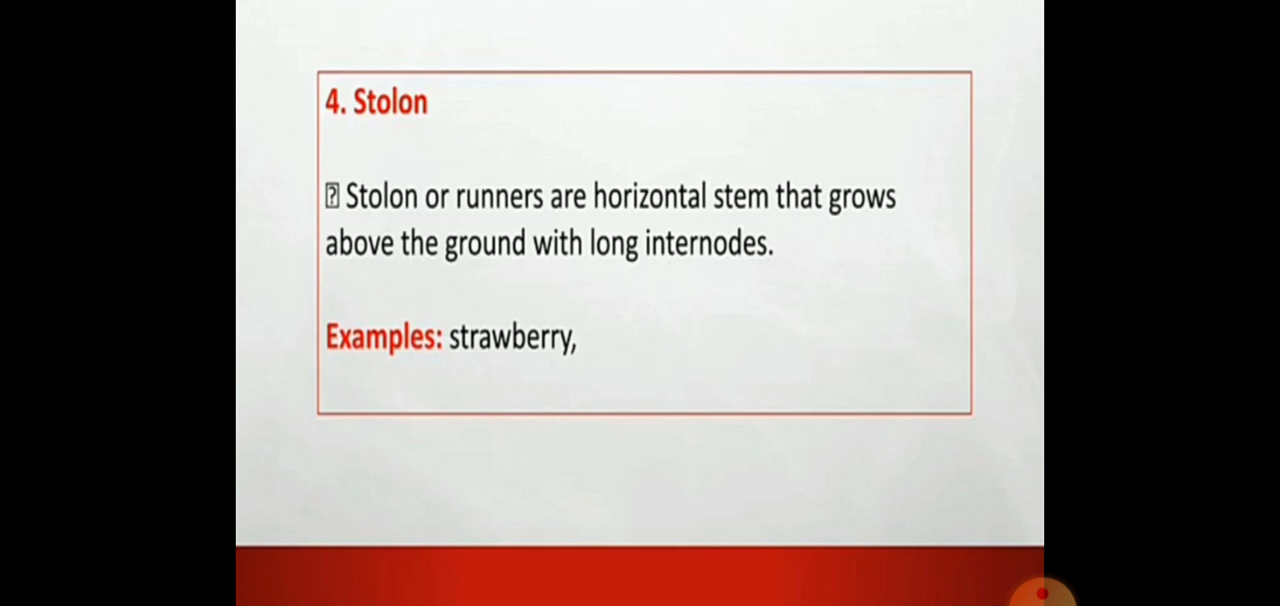 4. Stolon
⍰ Stolon or runners are horizontal stem that grows
above the ground with long internodes.
Examples: strawberry,